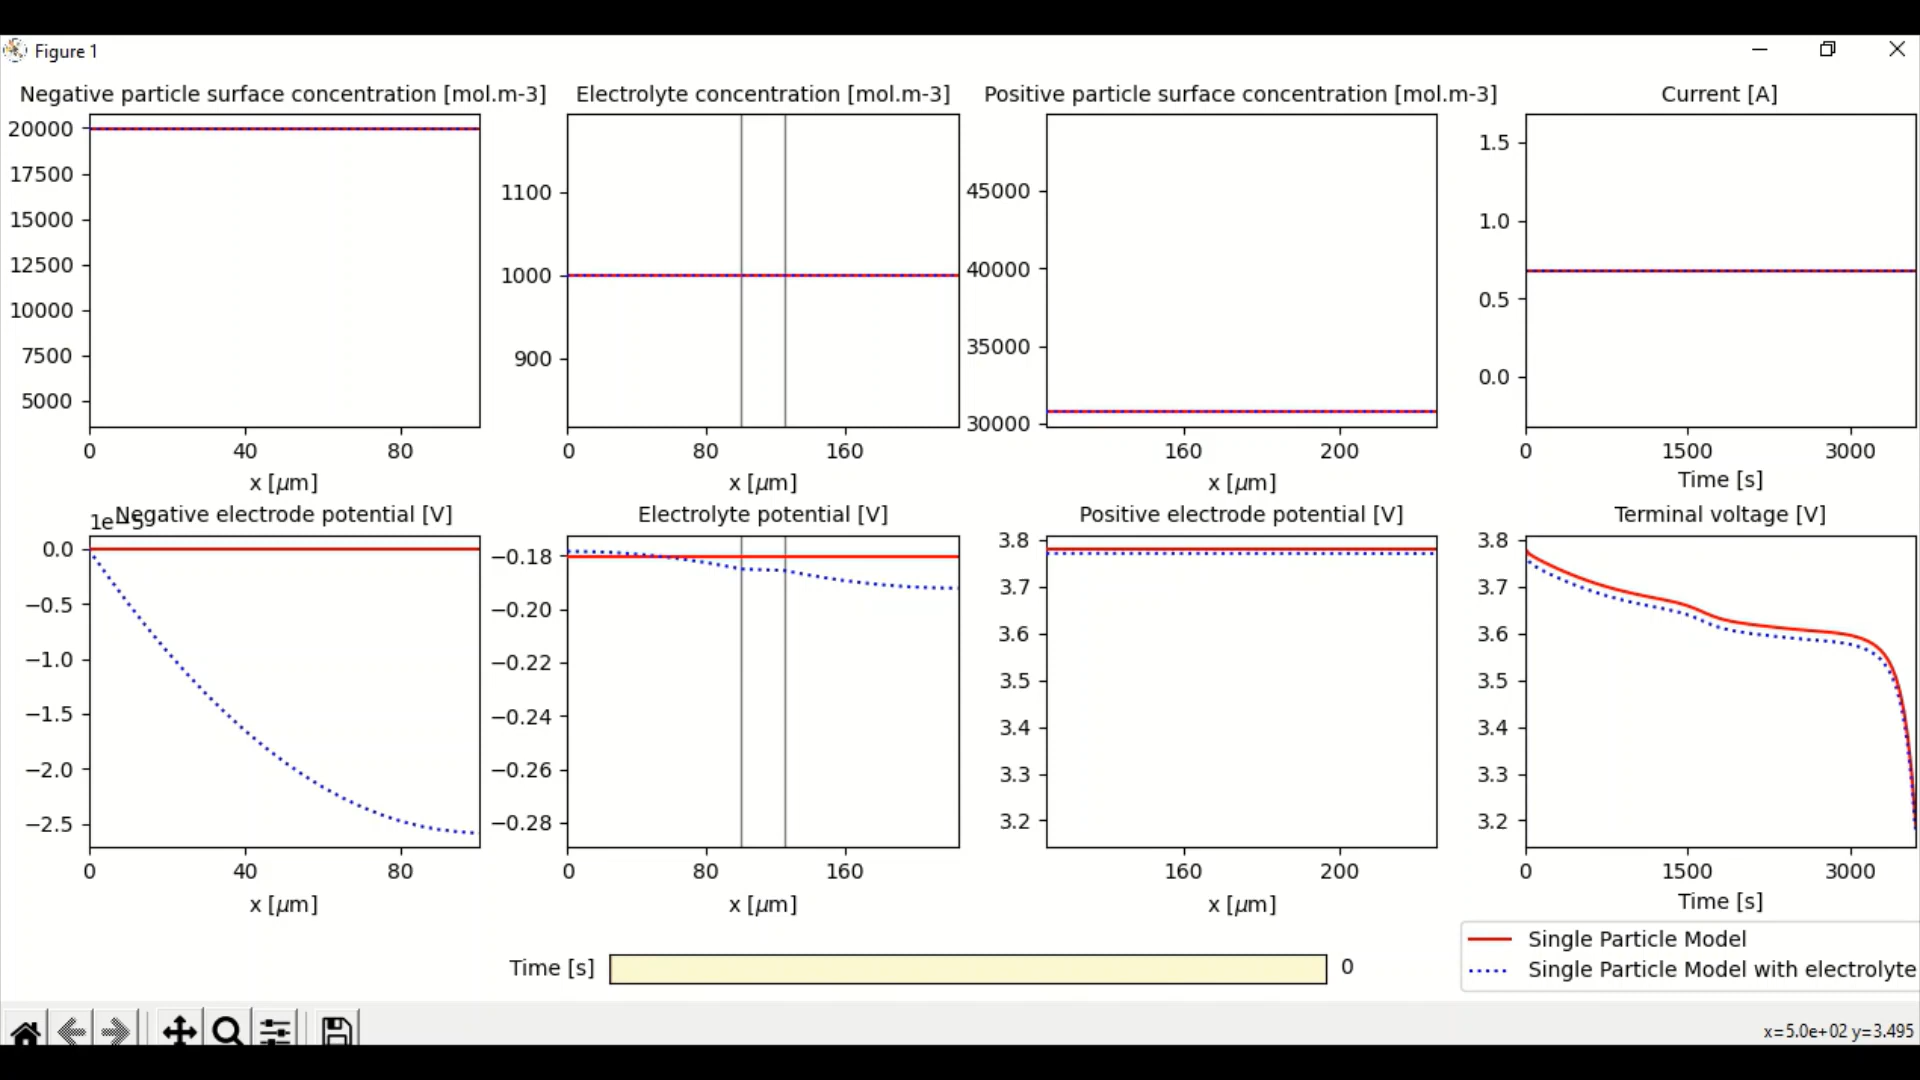 Figure 1
Negative particle surface concentration [mol.m-3]
20000
17500
15000
12500
10000
7500
5000
0 40 80
x [μm]
Electrolyte concentration [mol.m-3]
1100
1000
900
0 80 160
x [μm]
Positive particle surface concentration [mol.m-3]
45000
40000
35000
30000
160 200
x [μm]
Current [A]
1.5
1.0
0.5
0.0
0 1500 3000
Time [s]
1e−5
Negative electrode potential [V]
0.0
−0.5
−1.0
−1.5
−2.0
−2.5
0 40 80
x [μm]
Electrolyte potential [V]
−0.18
−0.20
−0.22
−0.24
−0.26
−0.28
0 80 160
x [μm]
Positive electrode potential [V]
3.8
3.7
3.6
3.5
3.4
3.3
3.2
160 200
x [μm]
Terminal voltage [V]
3.8
3.7
3.6
3.5
3.4
3.3
3.2
0 1500 3000
Time [s]
Single Particle Model
Single Particle Model with electrolyte
Time [s] 0
x=5.0e+02 y=3.495